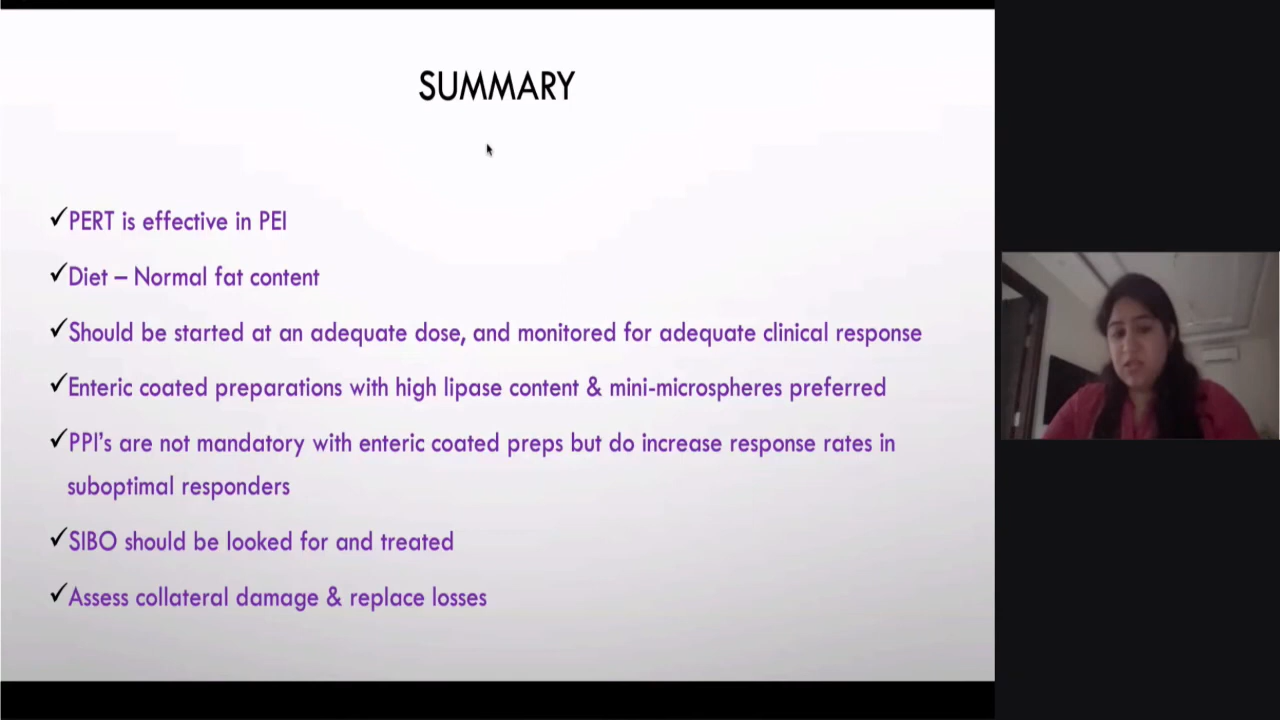 SUMMARY
✓PERT is effective in PEI
✓Diet – Normal fat content
✓Should be started at an adequate dose, and monitored for adequate clinical response
✓Enteric coated preparations with high lipase content & mini-microspheres preferred
✓PPI's are not mandatory with enteric coated preps but do increase response rates in
suboptimal responders
✓SIBO should be looked for and treated
✓Assess collateral damage & replace losses